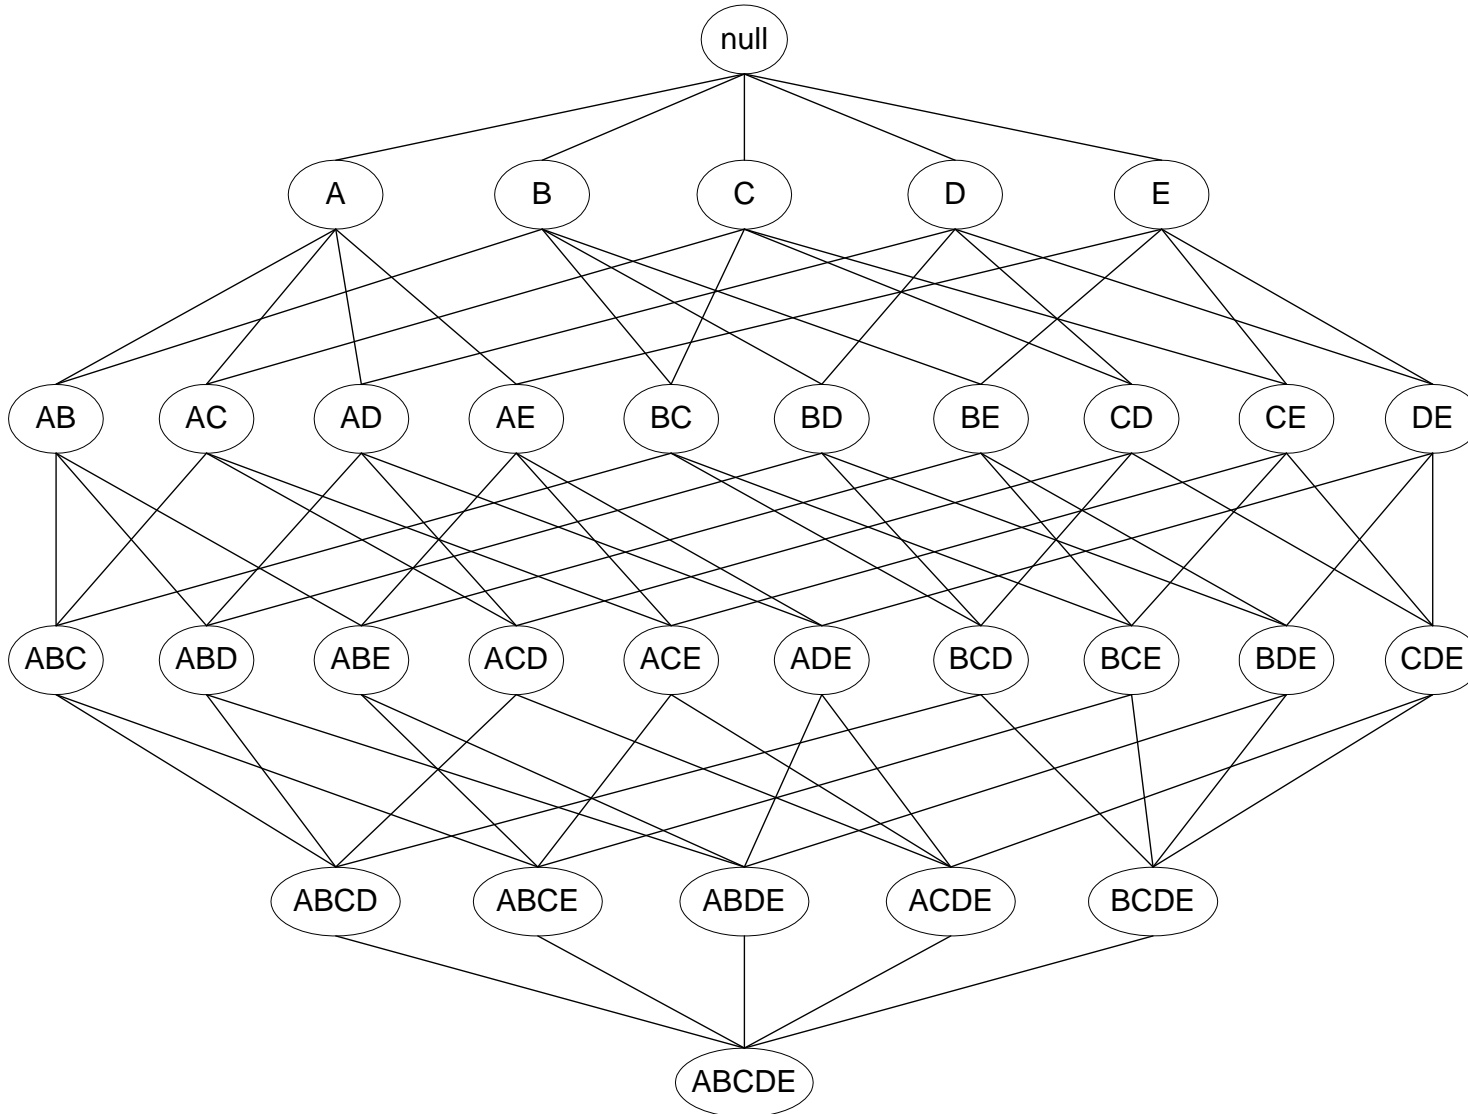 null
A B C D E
AB AC AD AE BC BD BE CD CE DE
ABC ABD ABE ACD ACE ADE BCD BCE BDE CDE
ABCD ABCE ABDE ACDE BCDE
ABCDE